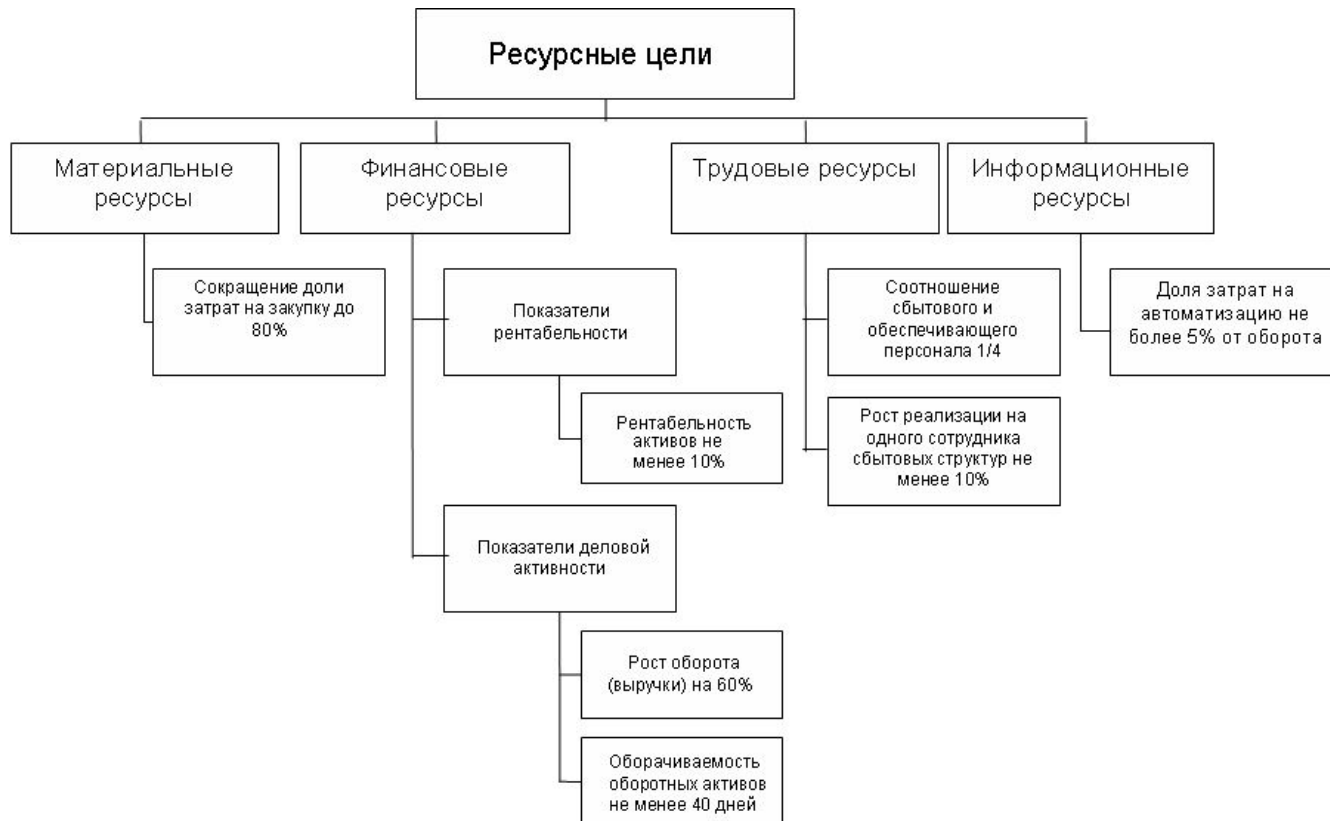 Ресурсные цели
Материальные
ресурсы
Финансовые
ресурсы
Трудовые ресурсы
Информационные
ресурсы
Сокращение доли
затрат на закупку до
80%
Показатели
рентабельности
Рентабельность
активов не
менее 10%
Показатели деловой
активности
Рост оборота
(выручки) на 60%
Оборачиваемость
оборотных активов
не менее 40 дней
Соотношение
сбытового и
обеспечивающего
персонала 1/4
Рост реализации на
одного сотрудника
сбытовых структур не
менее 10%
Доля затрат на
автоматизацию не
более 5% от оборота